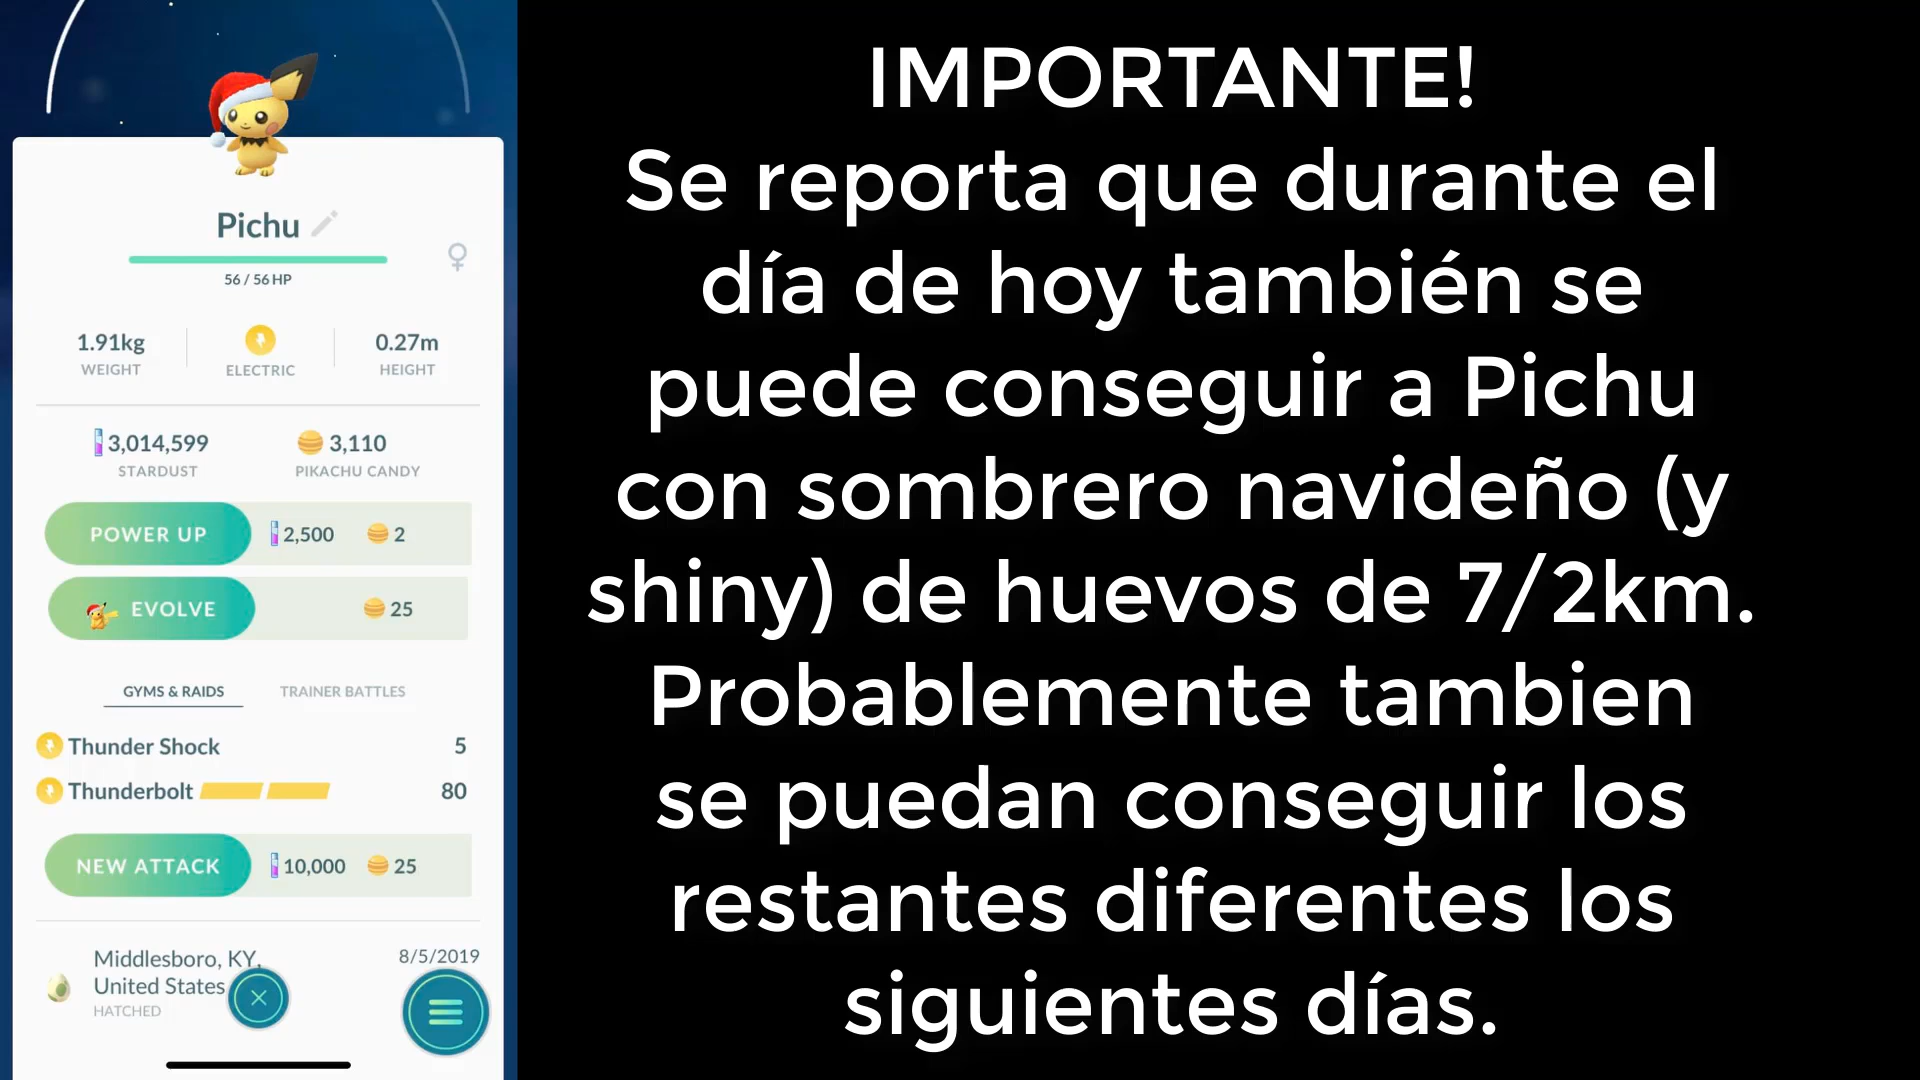 Pichu
56 / 56 HP
1.91kg
WEIGHT
ELECTRIC
0.27m
HEIGHT
3,014,599
STARDUST
3,110
PIKACHU CANDY
POWER UP 2,500 2
EVOLVE 25
GYMS & RAIDS TRAINER BATTLES
Thunder Shock 5
Thunderbolt 80
NEW ATTACK 10,000 25
Middlesboro, KY,
United States
HATCHED
8/5/2019
IMPORTANTE!
Se reporta que durante el
día de hoy también se
puede conseguir a Pichu
con sombrero navideño (y
shiny) de huevos de 7/2km.
Probablemente tambien
se puedan conseguir los
restantes diferentes los
siguientes días.